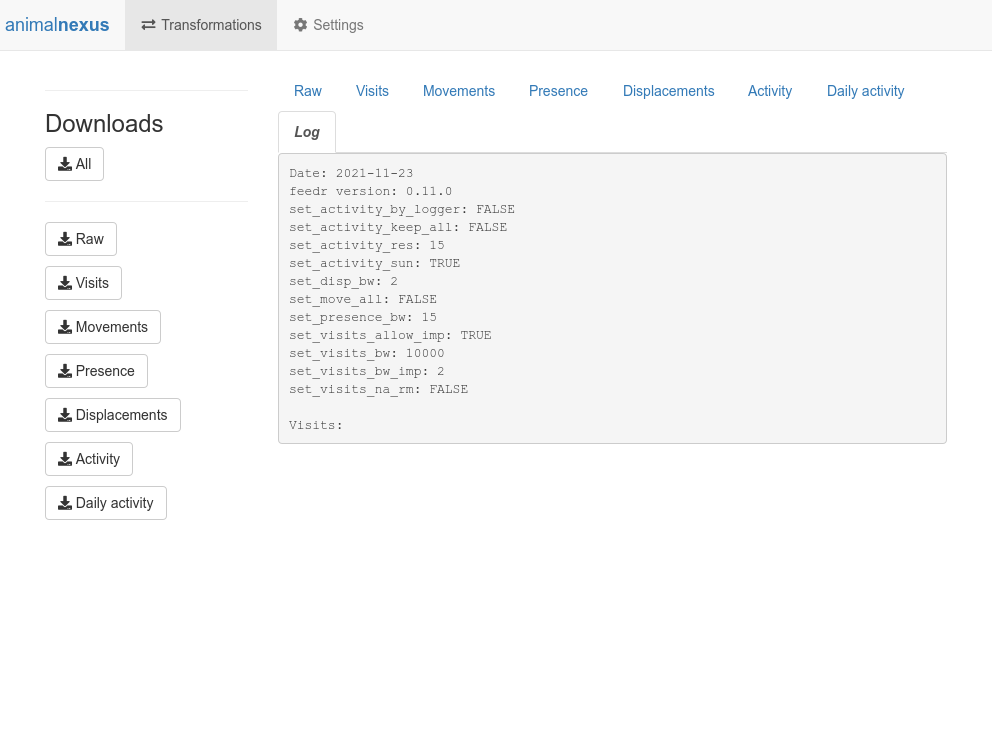 animalnexus
Transformations
Settings
Downloads
All
Raw
Visits
Movements
Presence
Displacements
Activity
Daily activity
Raw
Visits
Movements
Presence
Displacements
Activity
Daily activity
Log
Date: 2021-11-23
feedr version: 0.11.0
set_activity_by_logger: FALSE
set_activity_keep_all: FALSE
set_activity_res: 15
set_activity_sun: TRUE
set_disp_bw: 2
set_move_all: FALSE
set_presence_bw: 15
set_visits_allow_imp: TRUE
set_visits_bw: 10000
set_visits_bw_imp: 2
set_visits_na_rm: FALSE
Visits: